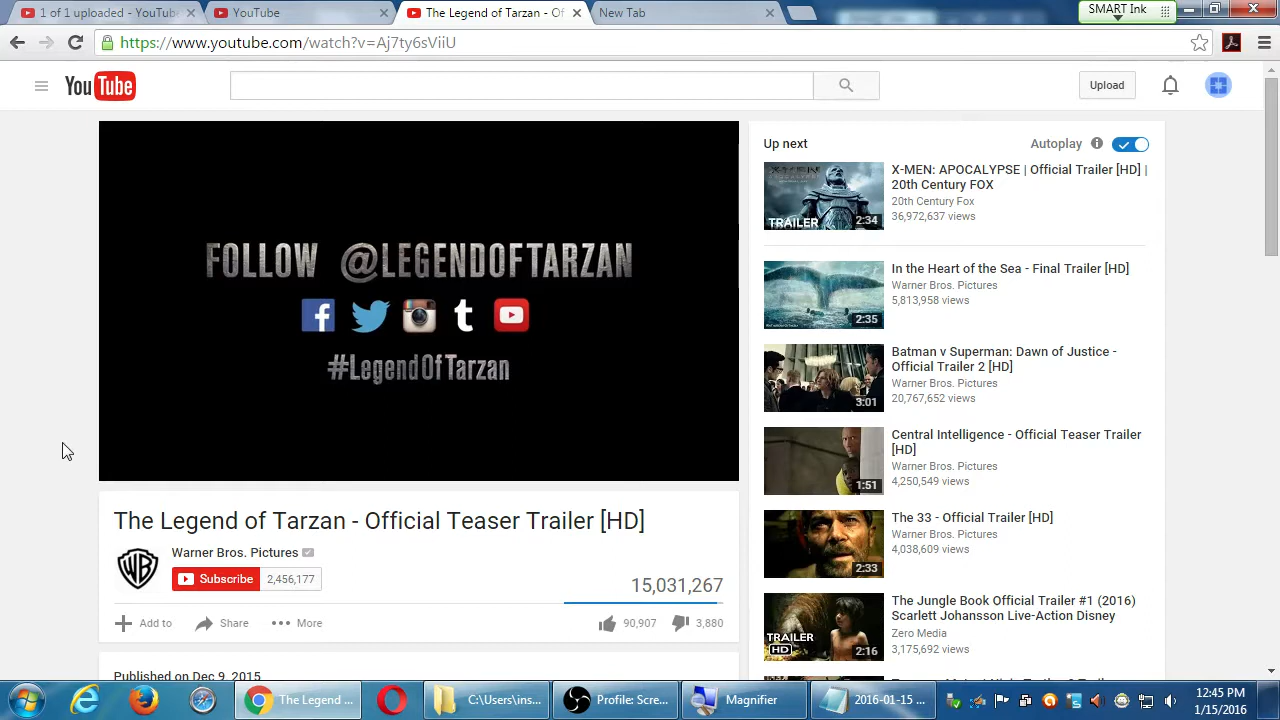 1 of 1 uploaded - YouTub
YouTube
The Legend of Tarzan - Of
New Tab
SMART Ink
https://www.youtube.com/watch?v=Aj7ty6sViiU
YouTube
Upload
FOLLOW @LEGENDOFTARZAN
#LegendOfTarzan
The Legend of Tarzan - Official Teaser Trailer [HD]
Warner Bros. Pictures
WB
Subscribe 2,456,177
15,031,267
Add to Share More 90,907 3,880
Published on Dec 9, 2015
Up next Autoplay
TRAILER
2:34
X-MEN: APOCALYPSE | Official Trailer [HD] |
20th Century FOX
20th Century Fox
36,972,637 views
2:35
In the Heart of the Sea - Final Trailer [HD]
Warner Bros. Pictures
5,813,958 views
3:01
Batman v Superman: Dawn of Justice -
Official Trailer 2 [HD]
Warner Bros. Pictures
20,767,652 views
1:51
Central Intelligence - Official Teaser Trailer
[HD]
Warner Bros. Pictures
4,250,549 views
2:33
The 33 - Official Trailer [HD]
Warner Bros. Pictures
4,038,609 views
TRAILER
HD
2:16
The Jungle Book Official Trailer #1 (2016)
Scarlett Johansson Live-Action Disney
Zero Media
3,175,692 views
The Legend ...
C:\Users\ins...
Profile: Scre...
Magnifier
2016-01-15 ...
12:45 PM
1/15/2016